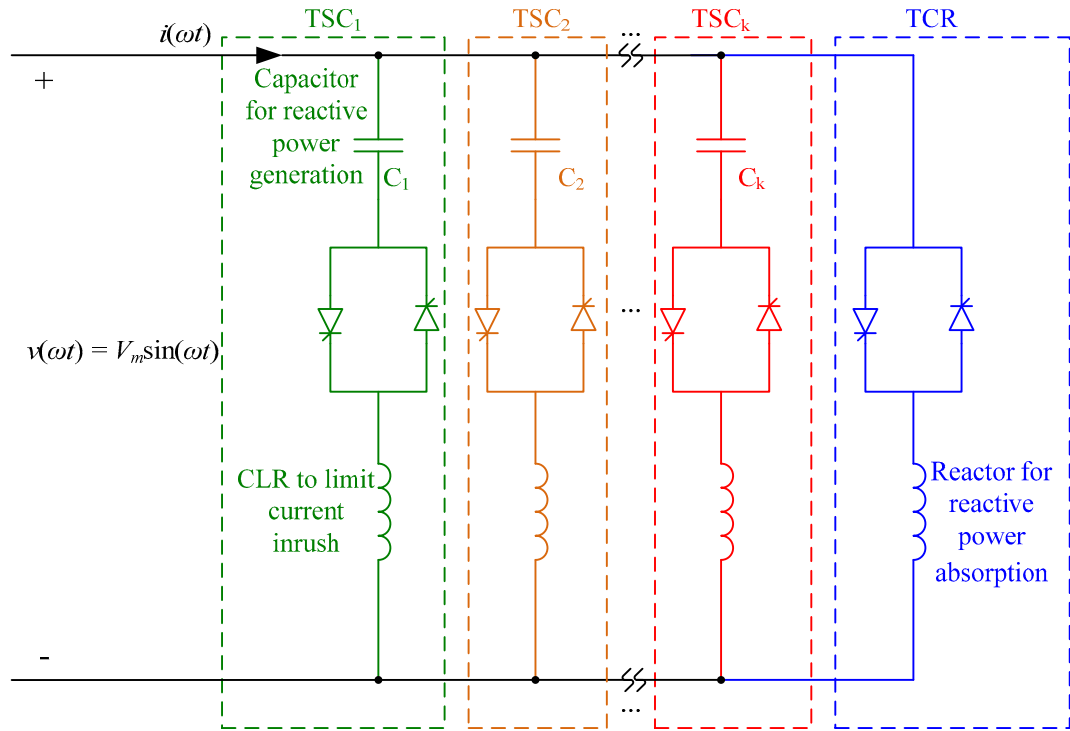 TSC₁
TSC₂
...
TSCₖ
TCR
i(ωt)
+
Capacitor
for reactive
power
generation
C₁
C₂
Cₖ
...
v(ωt) = Vₘsin(ωt)
CLR to limit
current
inrush
Reactor for
reactive
power
absorption
-
...